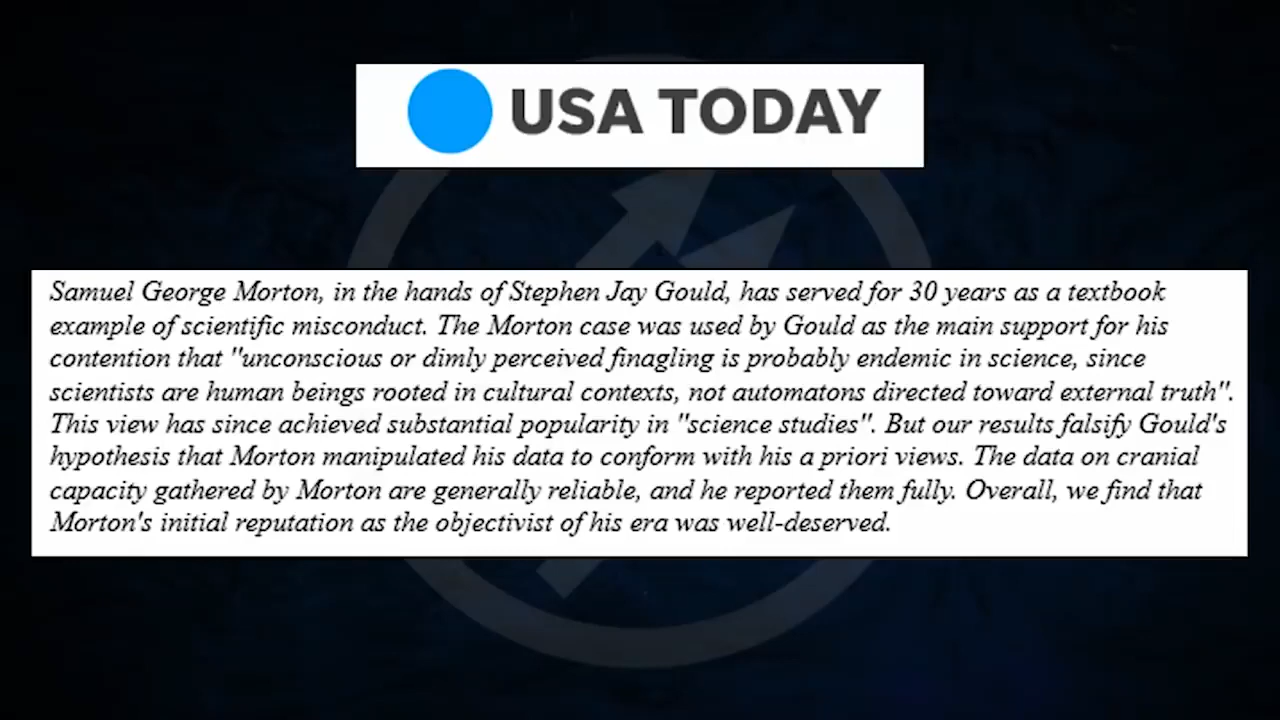 USA TODAY
Samuel George Morton, in the hands of Stephen Jay Gould, has served for 30 years as a textbook
example of scientific misconduct. The Morton case was used by Gould as the main support for his
contention that "unconscious or dimly perceived finagling is probably endemic in science, since
scientists are human beings rooted in cultural contexts, not automatons directed toward external truth".
This view has since achieved substantial popularity in "science studies". But our results falsify Gould's
hypothesis that Morton manipulated his data to conform with his a priori views. The data on cranial
capacity gathered by Morton are generally reliable, and he reported them fully. Overall, we find that
Morton's initial reputation as the objectivist of his era was well-deserved.